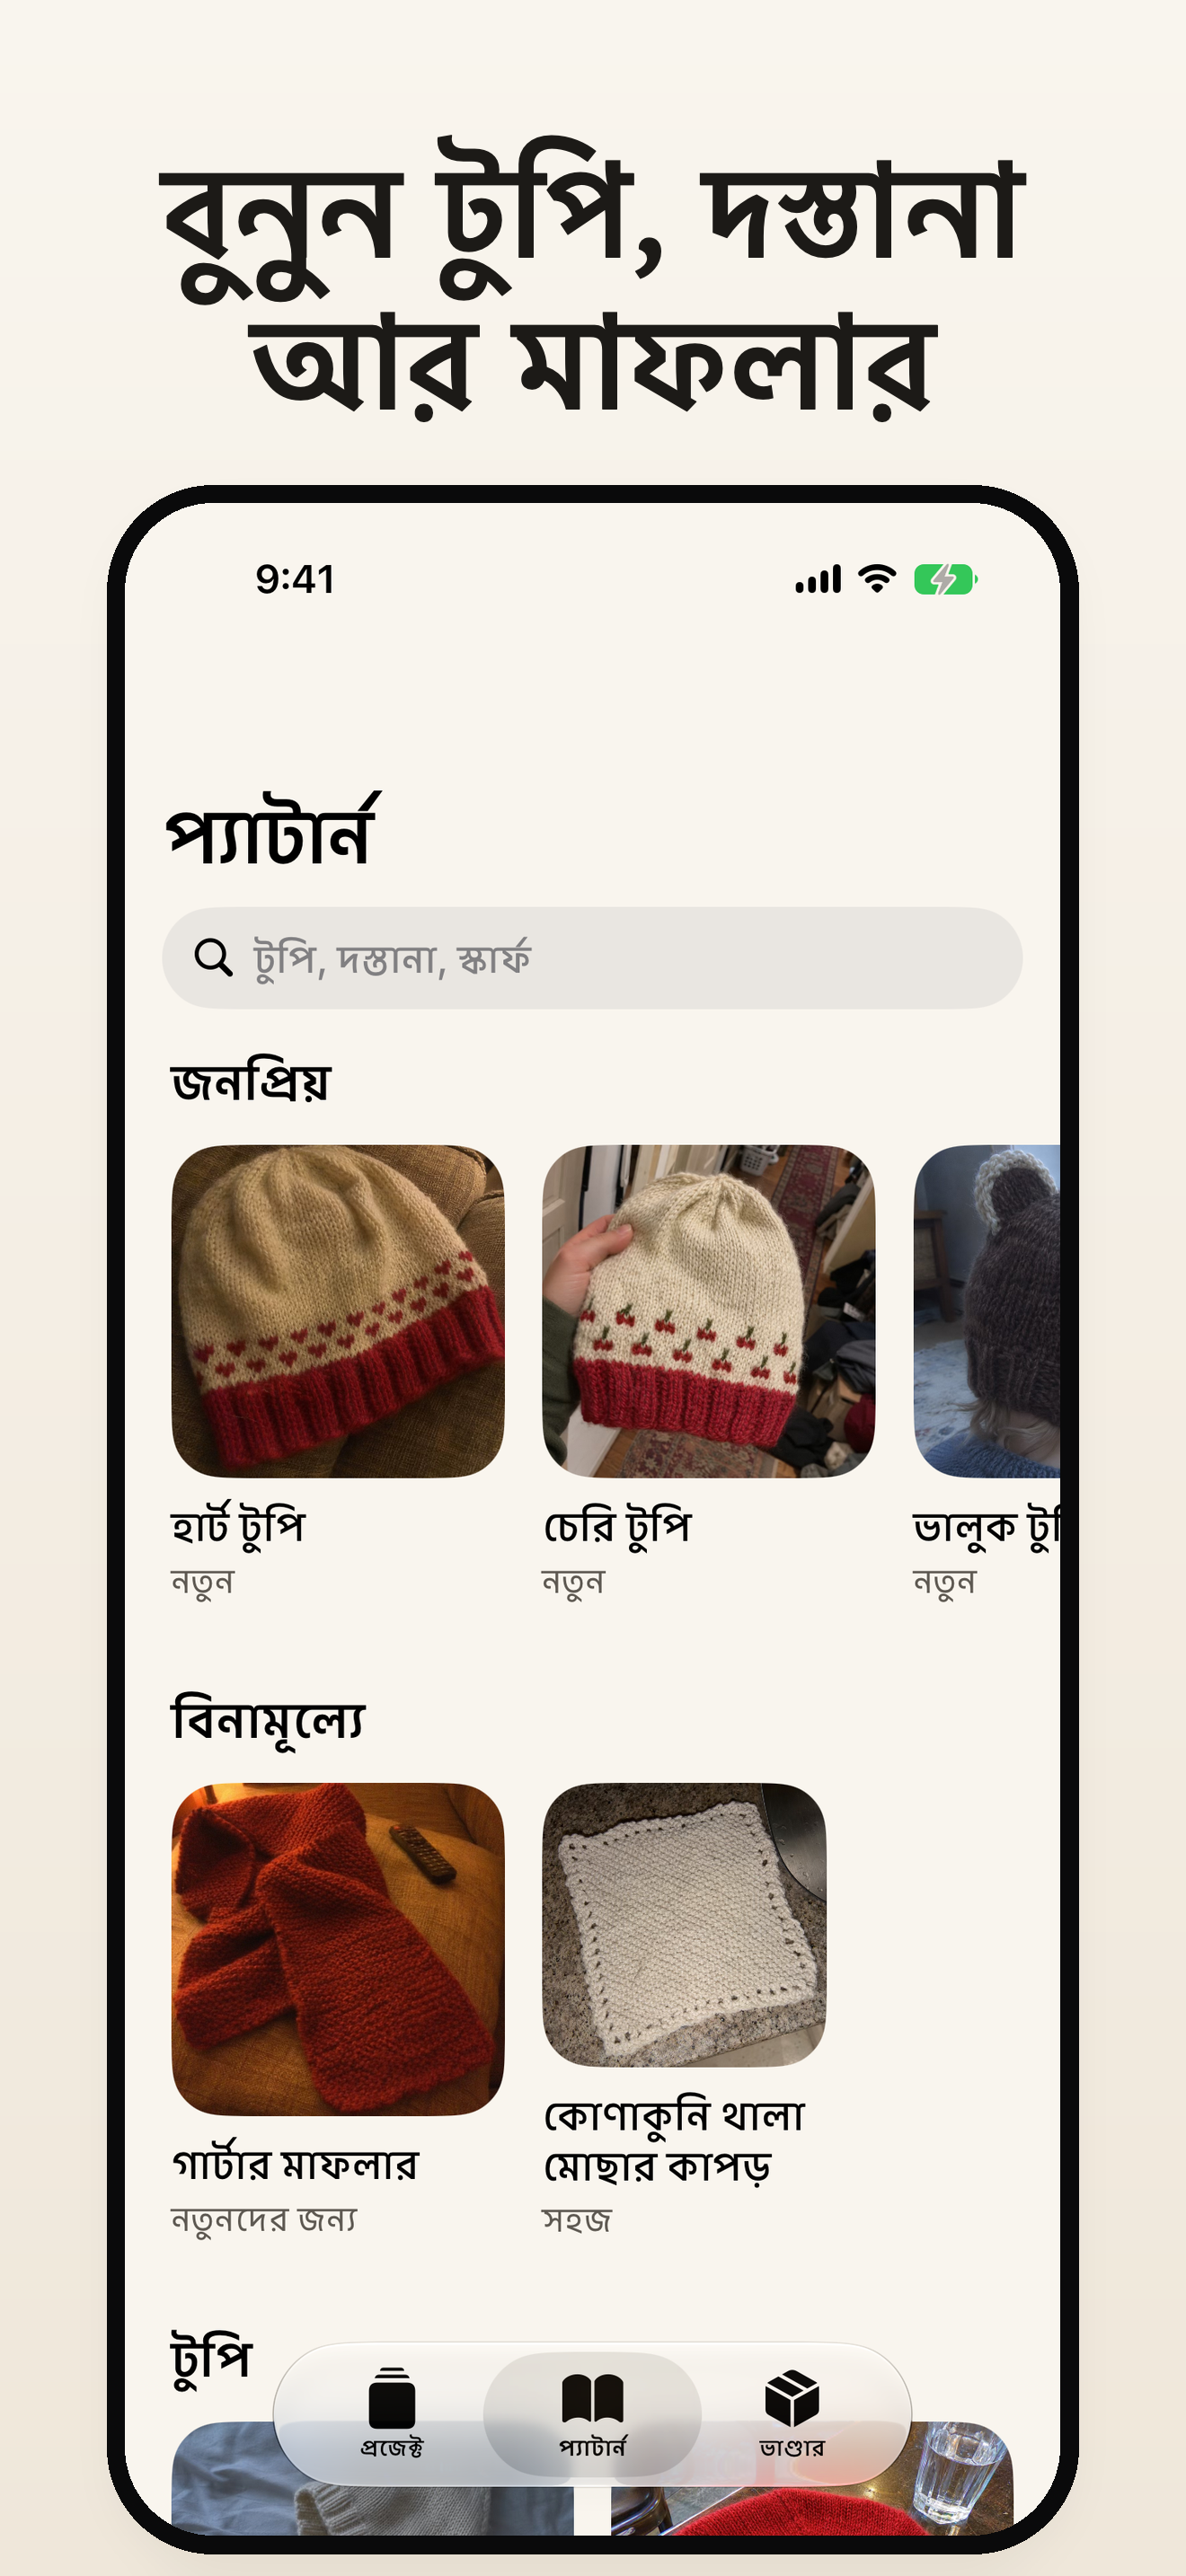 বুনুন টুপি, দস্তানা
আর মাফলার
9:41
প্যাটার্ন
টুপি, দস্তানা, স্কার্ফ
জনপ্রিয়
হার্ট টুপি
চেরি টুপি
ভালুক
নতুন
নতুন
নতুন
বিনামূল্যে
গার্টার মাফলার
নতুনদের জন্য
কোণাকুনি থালা
মোছার কাপড়
সহজ
টুপি
প্রজেক্ট
প্যাটার্ন
ভাণ্ডার